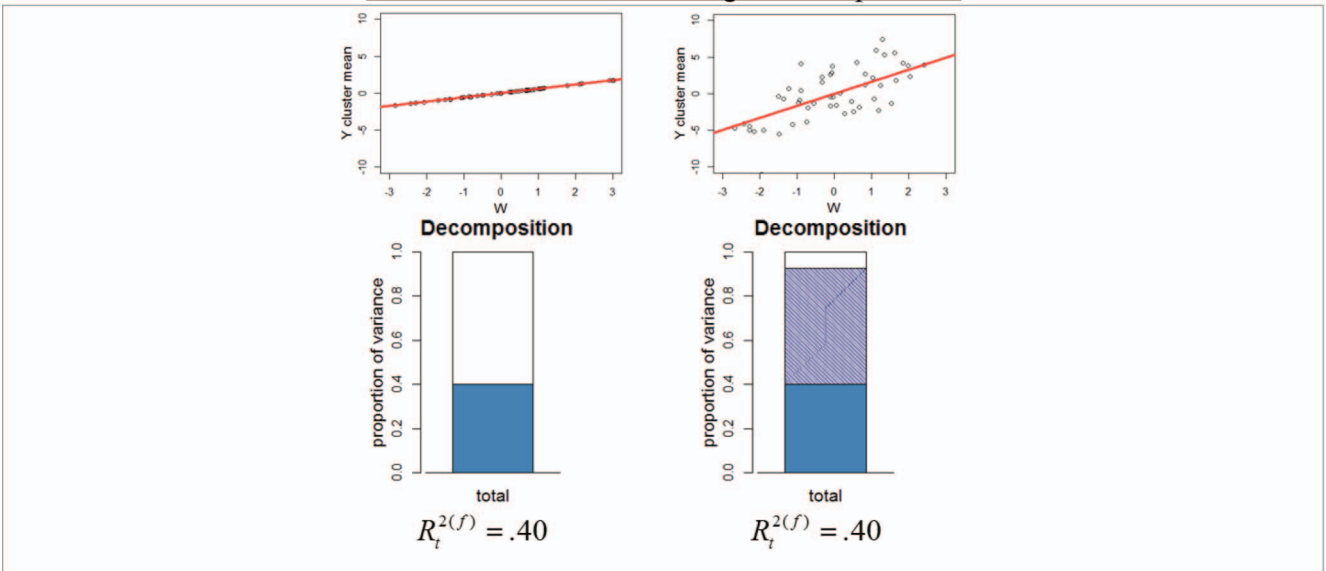 10
5
0
-5
-10
Y cluster mean
-3 -2 -1 0 1 2 3
W
10
5
0
-5
-10
Y cluster mean
-3 -2 -1 0 1 2 3
W
Decomposition
1.0
0.8
0.6
0.4
0.2
0.0
proportion of variance
total
Decomposition
1.0
0.8
0.6
0.4
0.2
0.0
proportion of variance
total
R_t^{2(f)} = .40
R_t^{2(f)} = .40